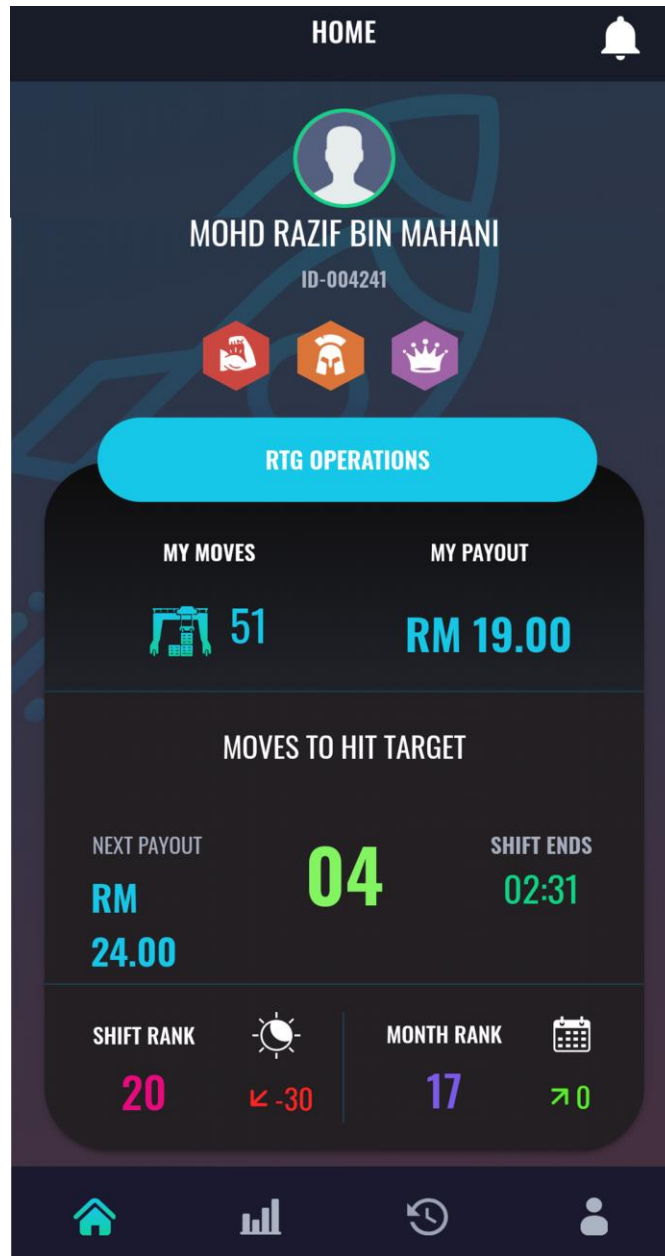 HOME
MOHD RAZIF BIN MAHANI
ID-004241
RTG OPERATIONS
MY MOVES
MY PAYOUT
51
RM 19.00
MOVES TO HIT TARGET
NEXT PAYOUT
RM
24.00
04
SHIFT ENDS
02:31
SHIFT RANK
20
-30
MONTH RANK
17
0